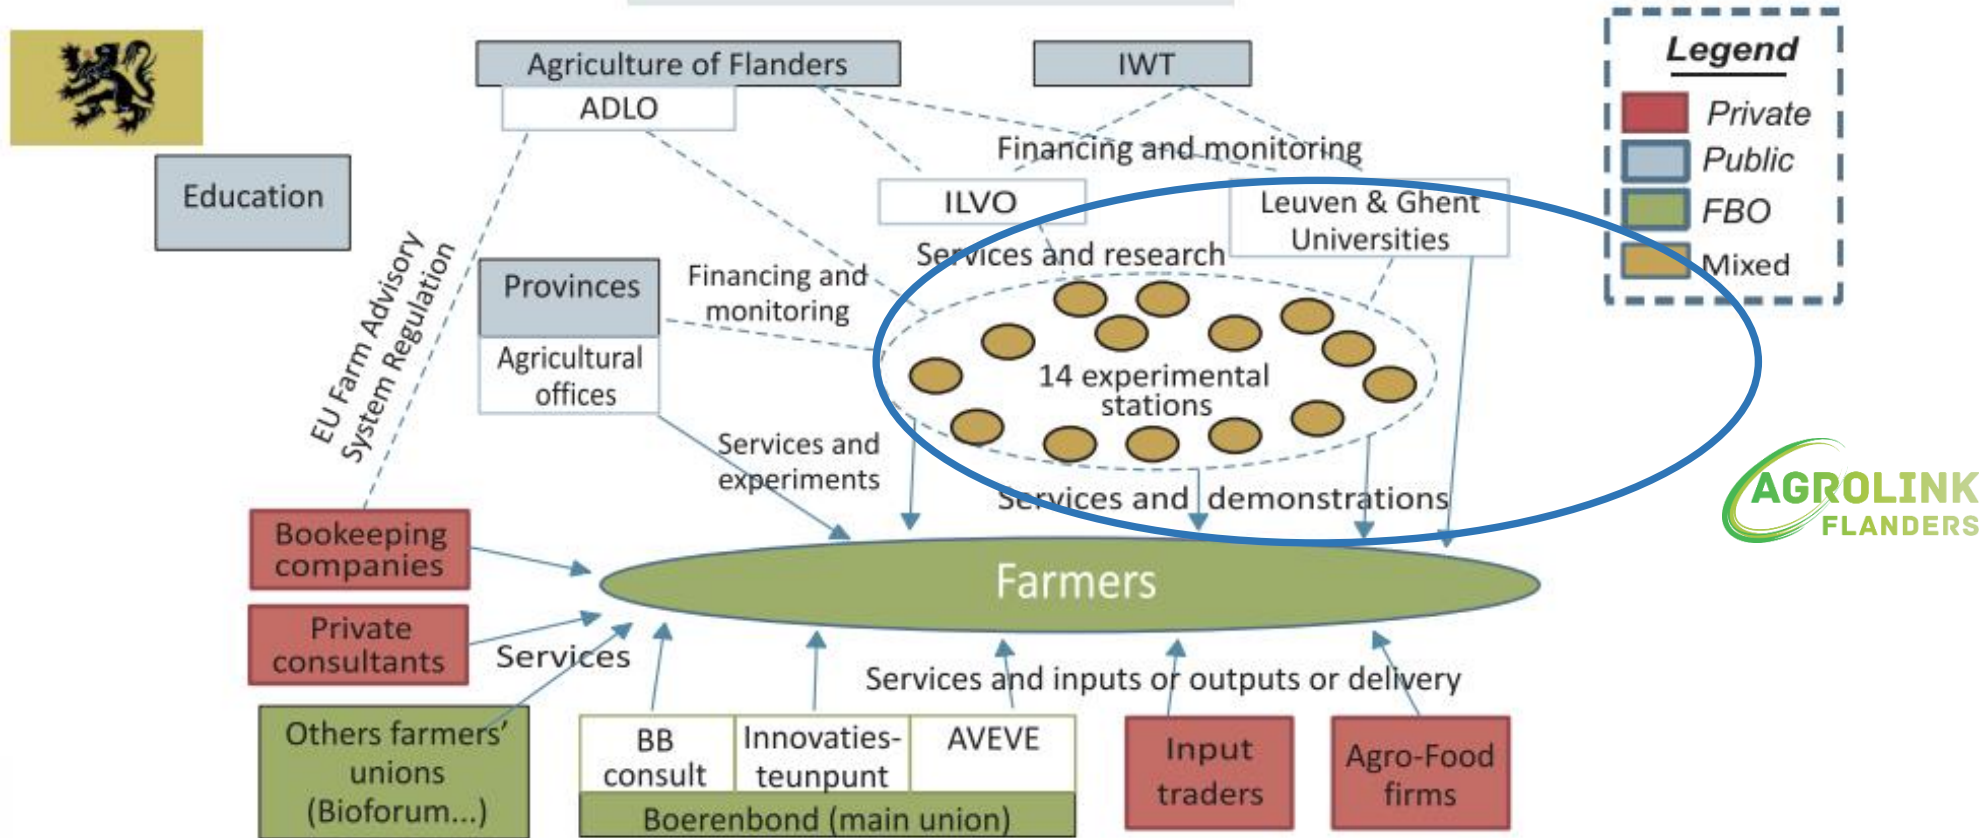 Agriculture of Flanders
ADLO
IWT
Legend
Private
Public
FBO
Mixed
Education
Financing and monitoring
ILVO
Leuven & Ghent
Universities
Services and research
EU Farm Advisory
System Regulation
Provinces
Agricultural
offices
Financing and
monitoring
14 experimental
stations
Services and
experiments
Services and demonstrations
AGROLINK
FLANDERS
Bookeeping
companies
Farmers
Private
consultants
Services
Services and inputs or outputs or delivery
Others farmers'
unions
(Bioforum...)
BB
consult
Innovaties-
teunpunt
AVEVE
Boerenbond (main union)
Input
traders
Agro-Food
firms